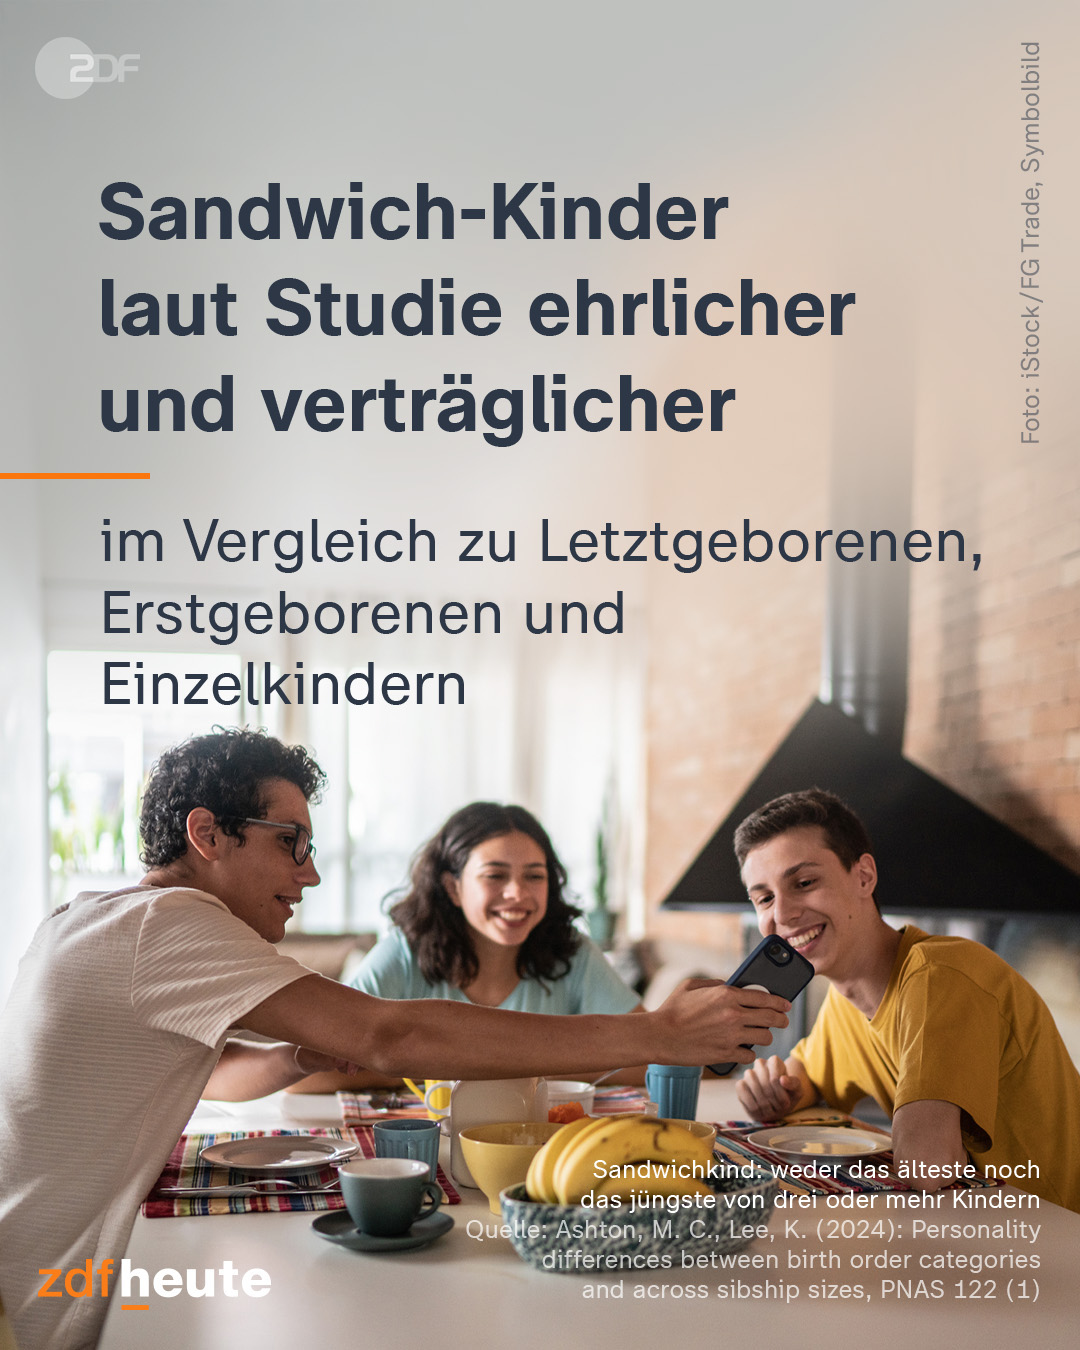 ZDF
Foto: iStock/FG Trade, Symbolbild
Sandwich-Kinder
laut Studie ehrlicher
und verträglicher
im Vergleich zu Letztgeborenen,
Erstgeborenen und
Einzelkindern
Sandwichkind: weder das älteste noch
das jüngste von drei oder mehr Kindern
Quelle: Ashton, M. C., Lee, K. (2024): Personality
differences between birth order categories
and across sibship sizes, PNAS 122 (1)
zdfheute